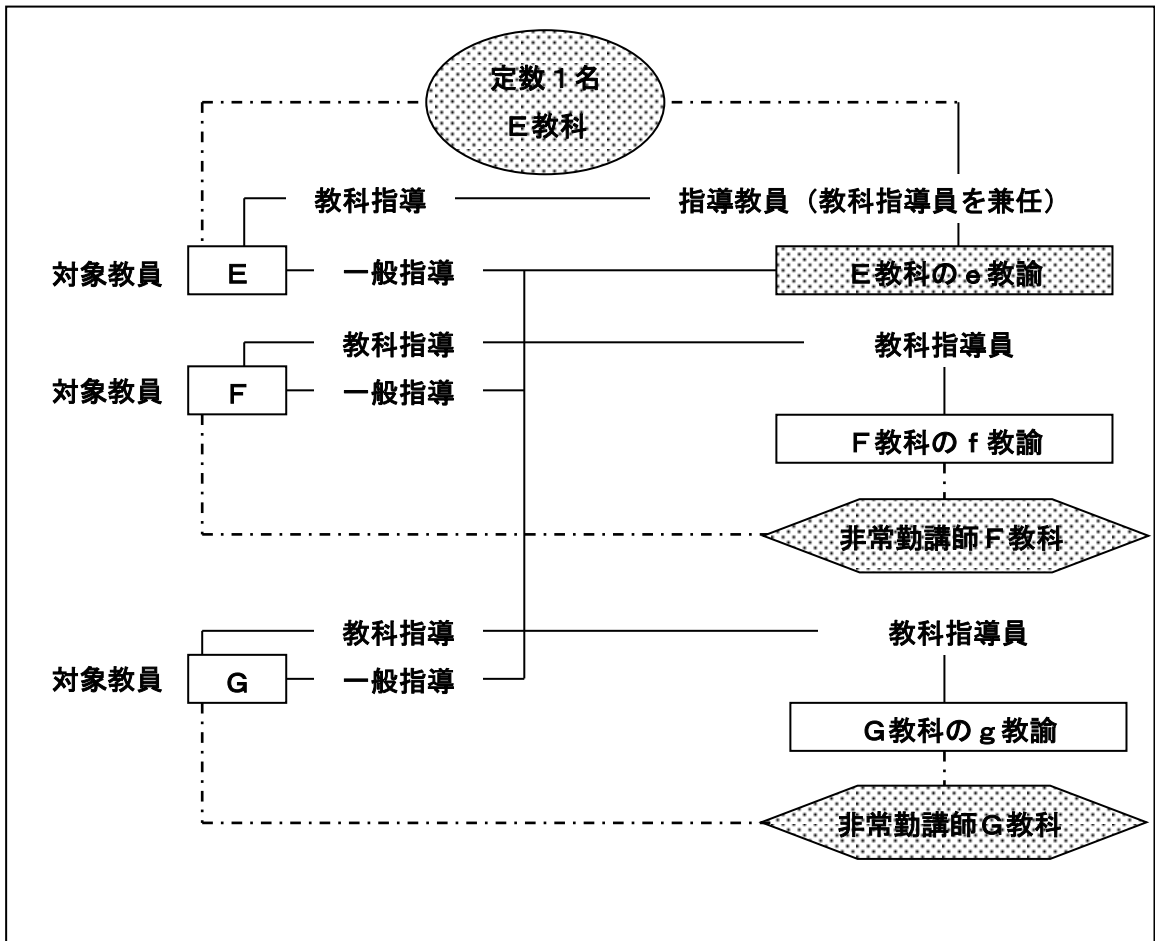 定数１名
Ｅ教科
教科指導 指導教員（教科指導員を兼任）
対象教員 Ｅ 一般指導 Ｅ教科のｅ教諭
教科指導 教科指導員
対象教員 Ｆ 一般指導
Ｆ教科のｆ教諭
非常勤講師Ｆ教科
教科指導 教科指導員
対象教員 Ｇ 一般指導
Ｇ教科のｇ教諭
非常勤講師Ｇ教科